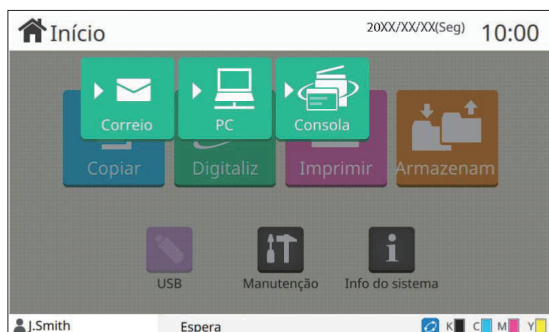 Início 20XX/XX/XX(Seg) 10:00
Correio PC Consola
Copiar Digitaliz Imprimir Armazenam
USB Manutenção Info do sistema
J.Smith Espera K C M Y